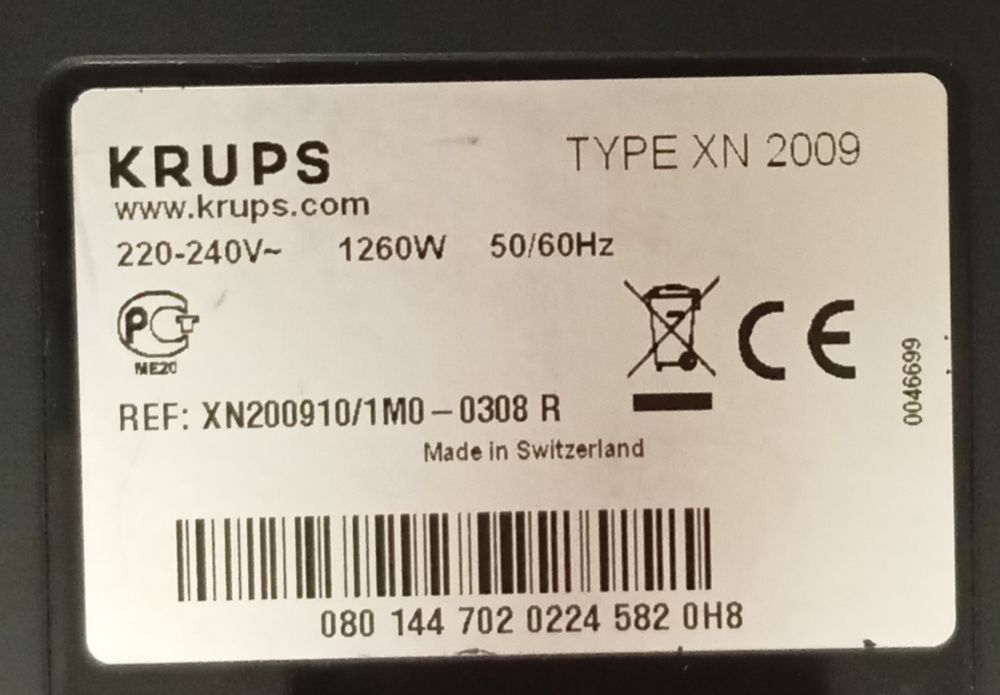 KRUPS
TYPE XN 2009
www.krups.com
220-240V~ 1260W 50/60Hz
PCT
ME20
CE
0046699
REF: XN200910/1M0 – 0308 R
Made in Switzerland
080 144 702 0224 582 0H8